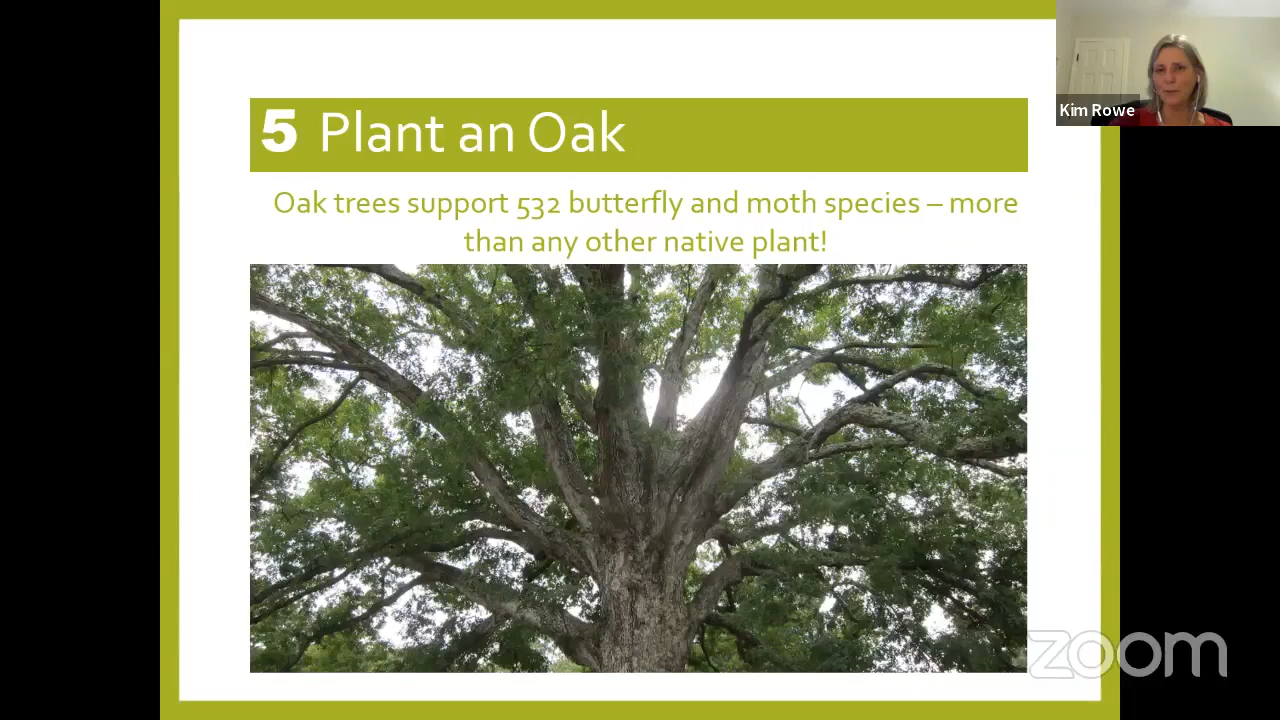 5 Plant an Oak
Oak trees support 532 butterfly and moth species – more
than any other native plant!
Kim Rowe
zoom